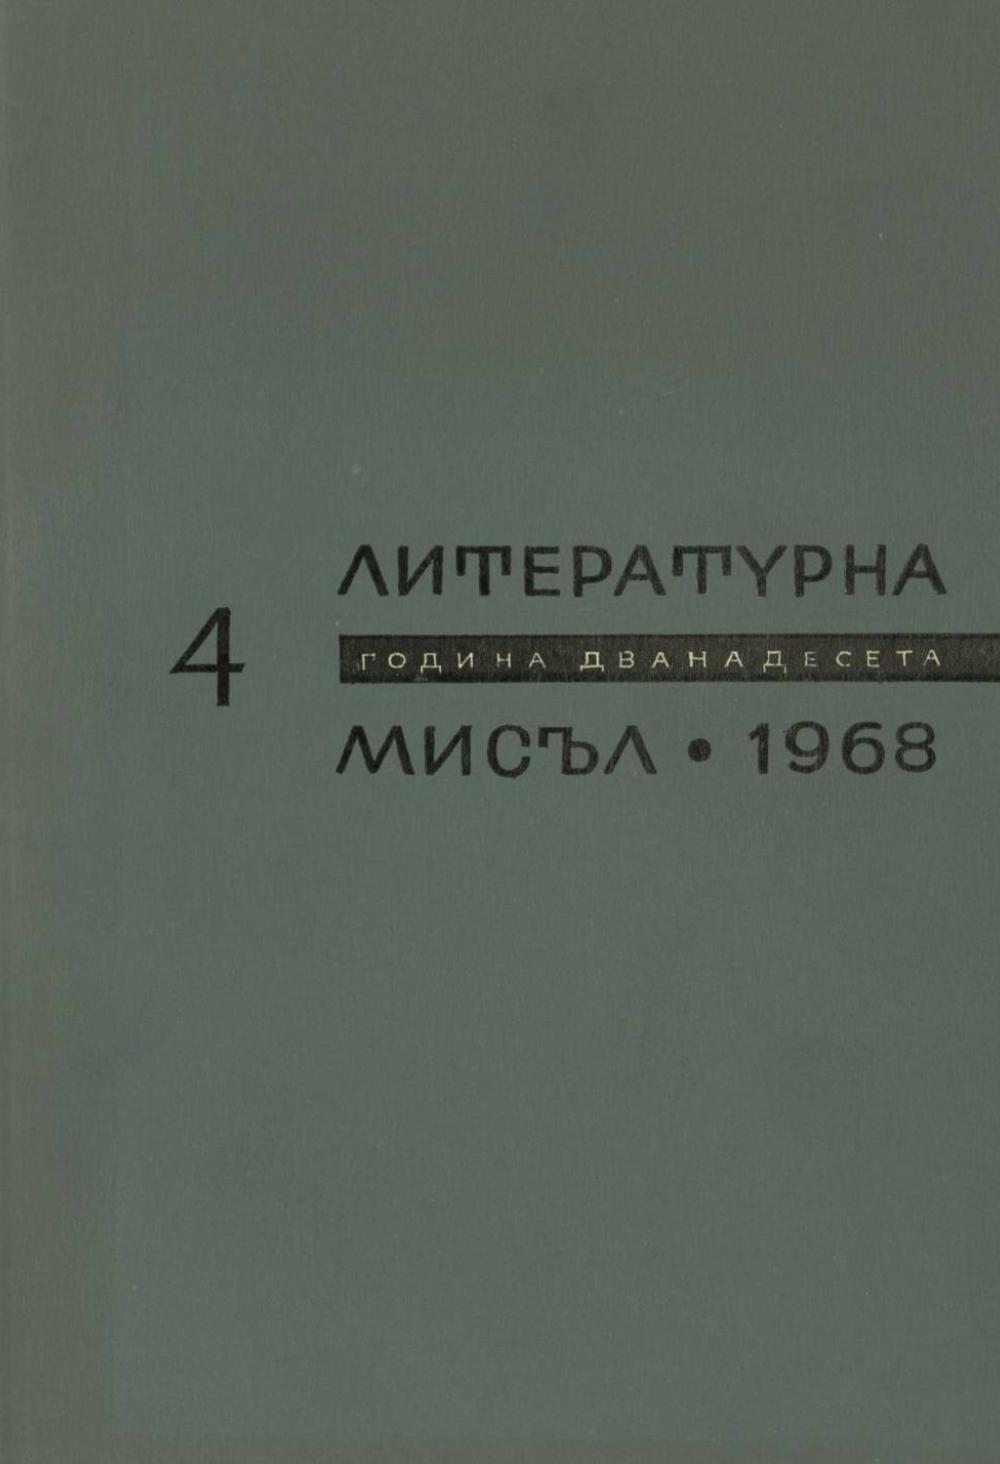 4
ЛИТЕРАТУРНА
ГОДИНА ДВАНАДЕСЕТА
МИСЪЛ • 1968